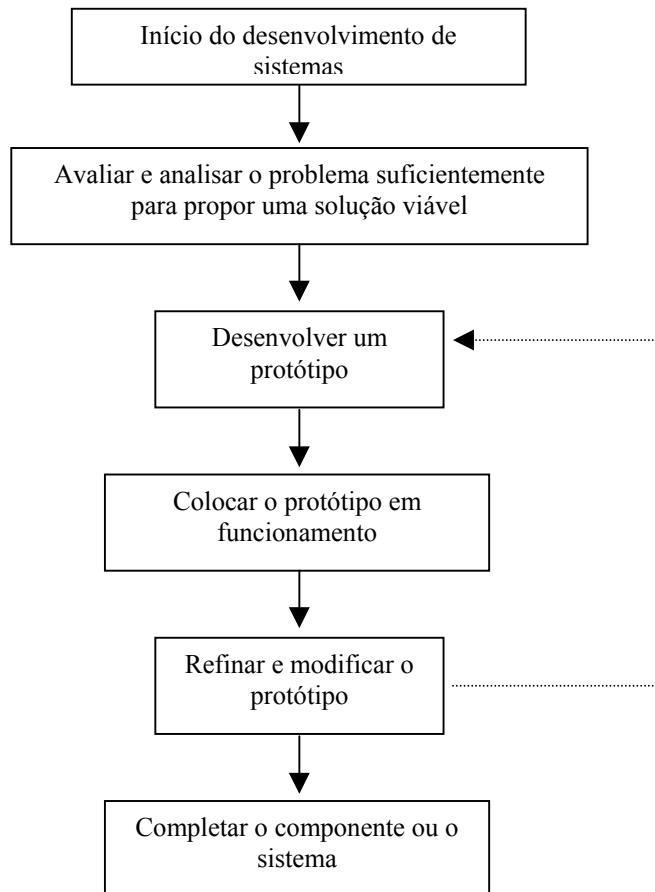 Início do desenvolvimento de
sistemas
Avaliar e analisar o problema suficientemente
para propor uma solução viável
Desenvolver um
protótipo
Colocar o protótipo em
funcionamento
Refinar e modificar o
protótipo
Completar o componente ou o
sistema